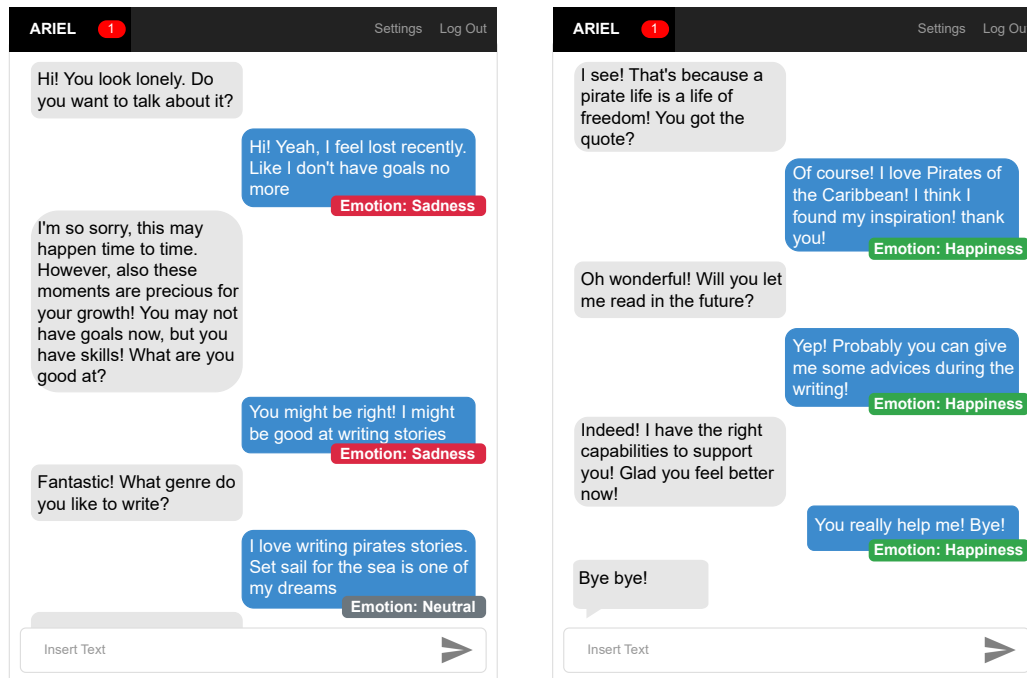 ARIEL 1 Settings Log Out
Hi! You look lonely. Do
you want to talk about it?
Hi! Yeah, I feel lost recently.
Like I don't have goals no
more
Emotion: Sadness
I'm so sorry, this may
happen time to time.
However, also these
moments are precious for
your growth! You may not
have goals now, but you
have skills! What are you
good at?
You might be right! I might
be good at writing stories
Emotion: Sadness
Fantastic! What genre do
you like to write?
I love writing pirates stories.
Set sail for the sea is one of
my dreams
Emotion: Neutral
Insert Text
ARIEL 1 Settings Log Ou
I see! That's because a
pirate life is a life of
freedom! You got the
quote?
Of course! I love Pirates of
the Caribbean! I think I
found my inspiration! thank
you!
Emotion: Happiness
Oh wonderful! Will you let
me read in the future?
Yep! Probably you can give
me some advices during the
writing!
Emotion: Happiness
Indeed! I have the right
capabilities to support
you! Glad you feel better
now!
You really help me! Bye!
Emotion: Happiness
Bye bye!
Insert Text